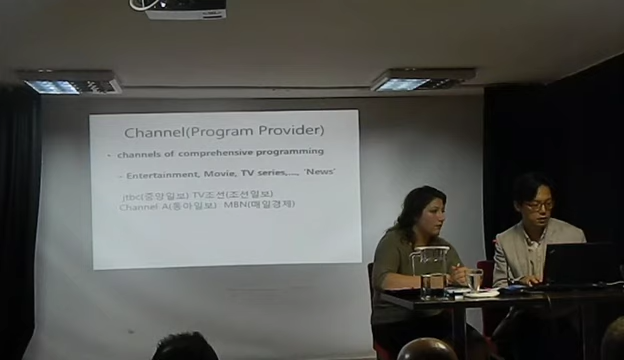 Channel(Program Provider)
• channels of comprehensive programming
– Entertainment, Movie, TV series,..., 'News'
jtbc(중앙일보) TV조선(조선일보)
Channel A(동아일보) MBN(매일경제)